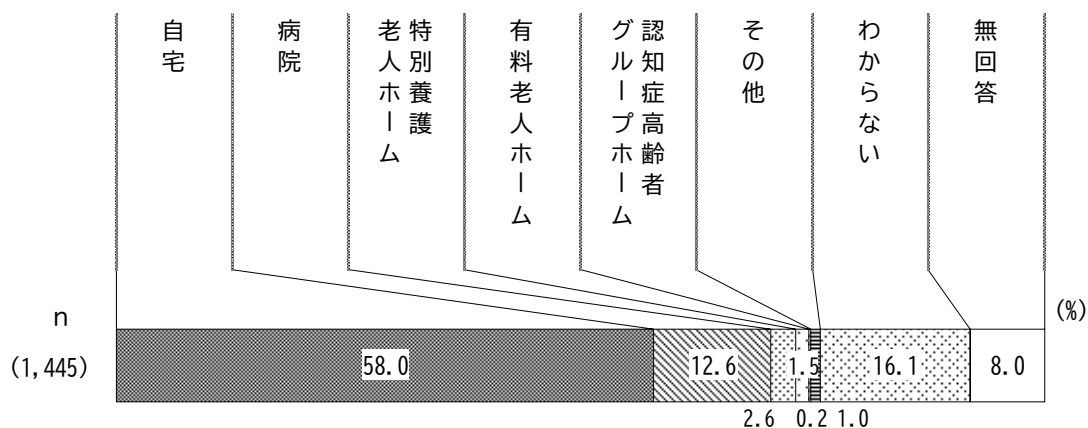 自宅
病院
特別養護
老人ホーム
有料老人ホーム
認知症高齢者
グループホーム
その他
わからない
無回答
(%)
n
(1,445)
58.0
12.6
1.5
16.1
8.0
2.6
0.2
1.0